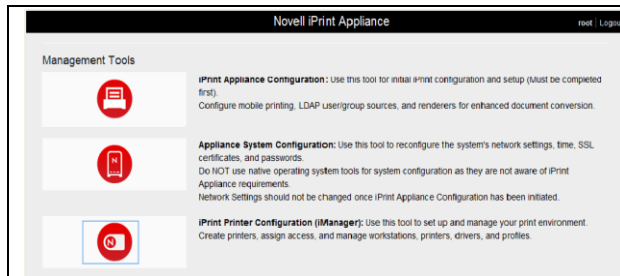 Novell iPrint Appliance
root | Logou
Management Tools
iPrint Appliance Configuration: Use this tool for initial iPrint configuration and setup (Must be completed
first).
Configure mobile printing, LDAP user/group sources, and renderers for enhanced document conversion.
Appliance System Configuration: Use this tool to reconfigure the system's network settings, time, SSL
certificates, and passwords.
Do NOT use native operating system tools for system configuration as they are not aware of iPrint
Appliance requirements.
Network Settings should not be changed once iPrint Appliance Configuration has been initiated.
iPrint Printer Configuration (iManager): Use this tool to set up and manage your print environment.
Create printers, assign access, and manage workstations, printers, drivers, and profiles.
N
N